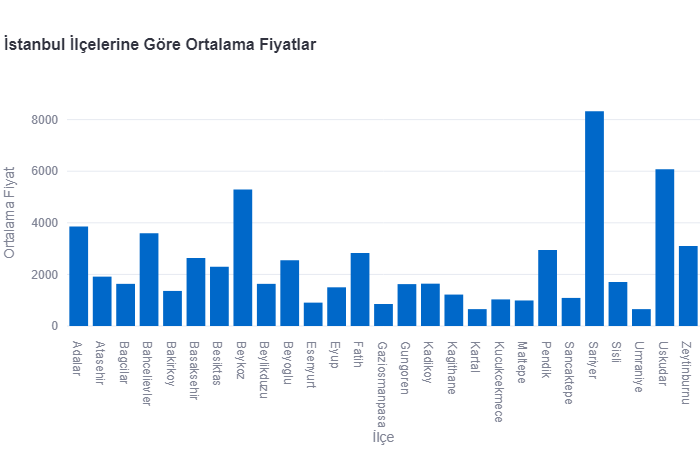 İstanbul İlçelerine Göre Ortalama Fiyatlar
Ortalama Fiyat
8000
6000
4000
2000
0
Adalar
Atasehir
Bagcilar
Bahcelievler
Bakirkoy
Basaksehir
Besiktas
Beykoz
Beylikduzu
Beyoglu
Esenyurt
Eyup
Fatih
Gaziosmanpasa
Gungoren
Kadikoy
Kagithane
Kartal
Kucukcekmece
Maltepe
Pendik
Sancaktepe
Sariyer
Sisli
Umraniye
Uskudar
Zeytinburnu
İlçe